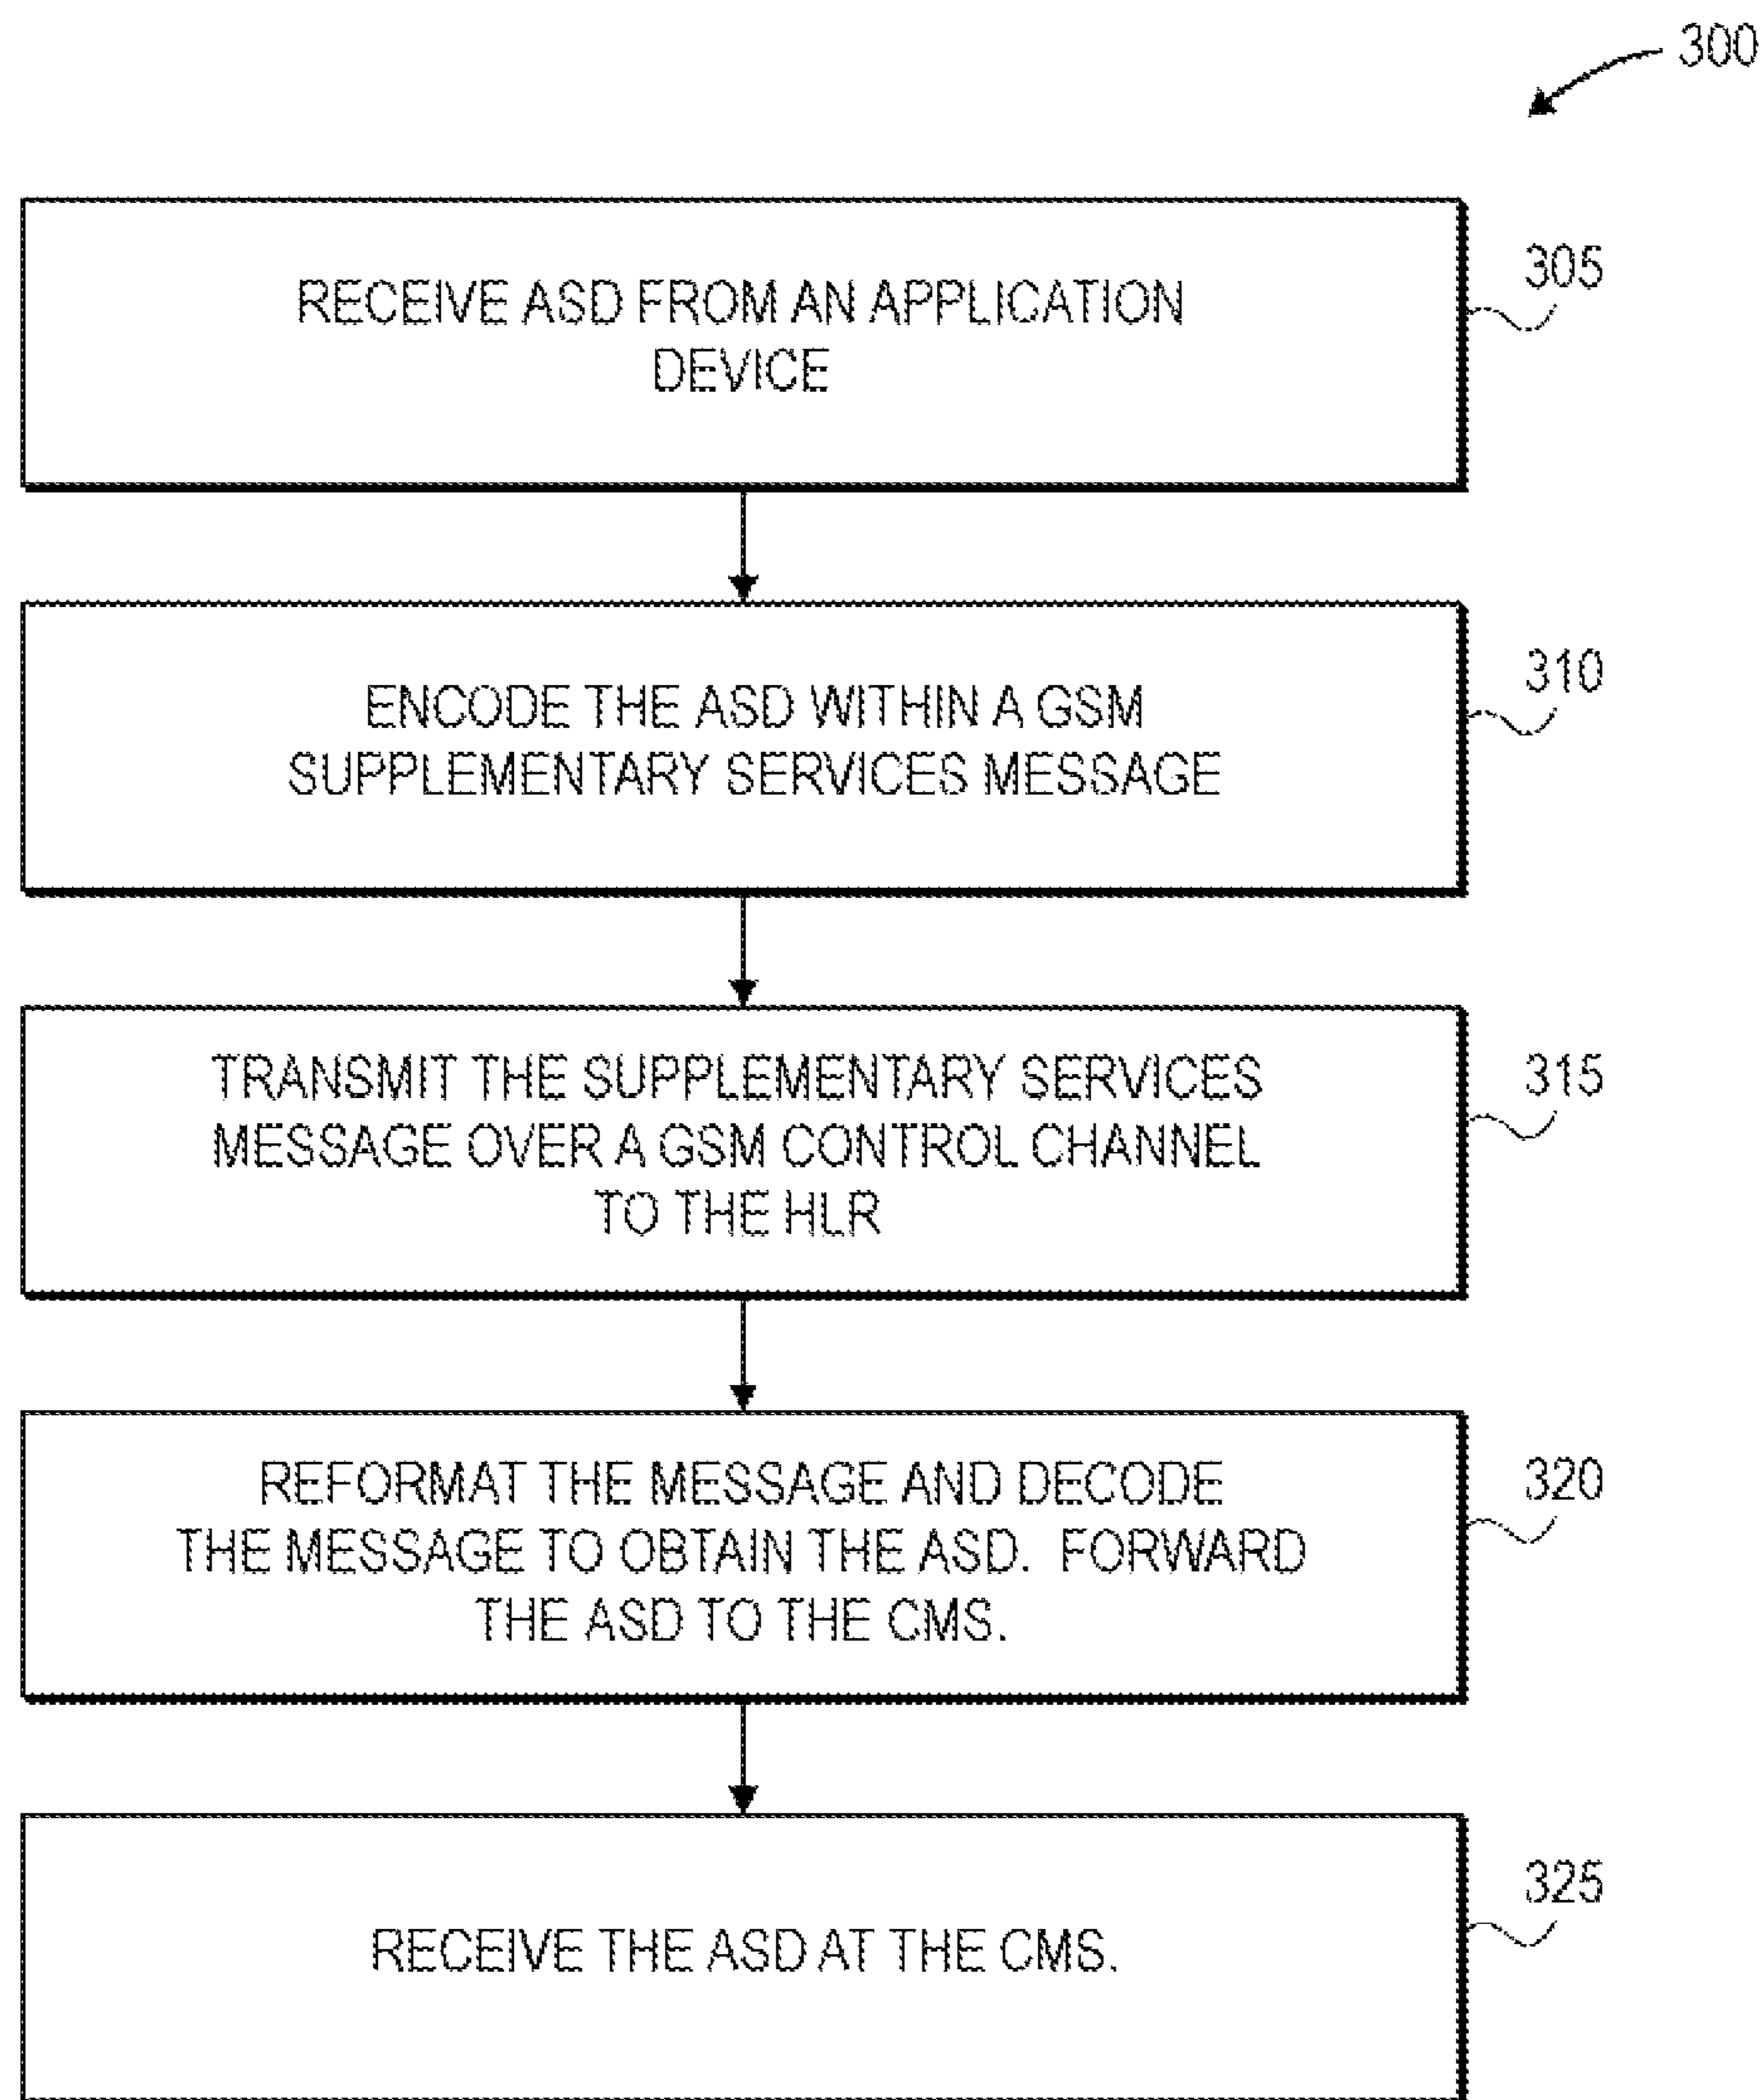 300
RECEIVE ASD FROM AN APPLICATION
DEVICE
305
ENCODE THE ASD WITHIN A GSM
SUPPLEMENTARY SERVICES MESSAGE
310
TRANSMIT THE SUPPLEMENTARY SERVICES
MESSAGE OVER A GSM CONTROL CHANNEL
TO THE HLR
315
REFORMAT THE MESSAGE AND DECODE
THE MESSAGE TO OBTAIN THE ASD. FORWARD
THE ASD TO THE CMS.
320
RECEIVE THE ASD AT THE CMS.
325